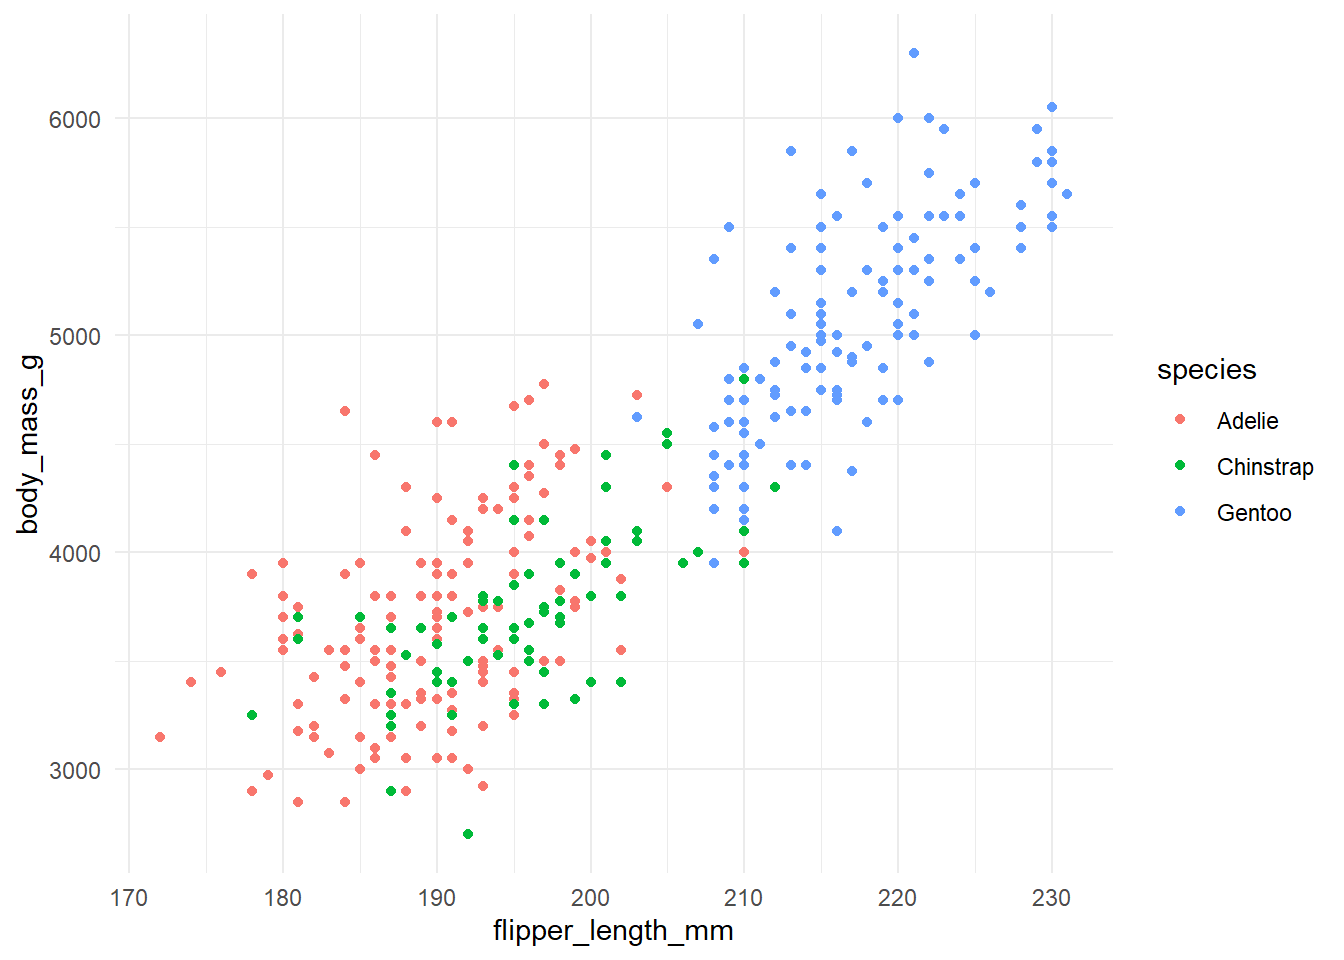 6000
5000
4000
3000
body_mass_g
170 180 190 200 210 220 230
flipper_length_mm
species
Adelie
Chinstrap
Gentoo